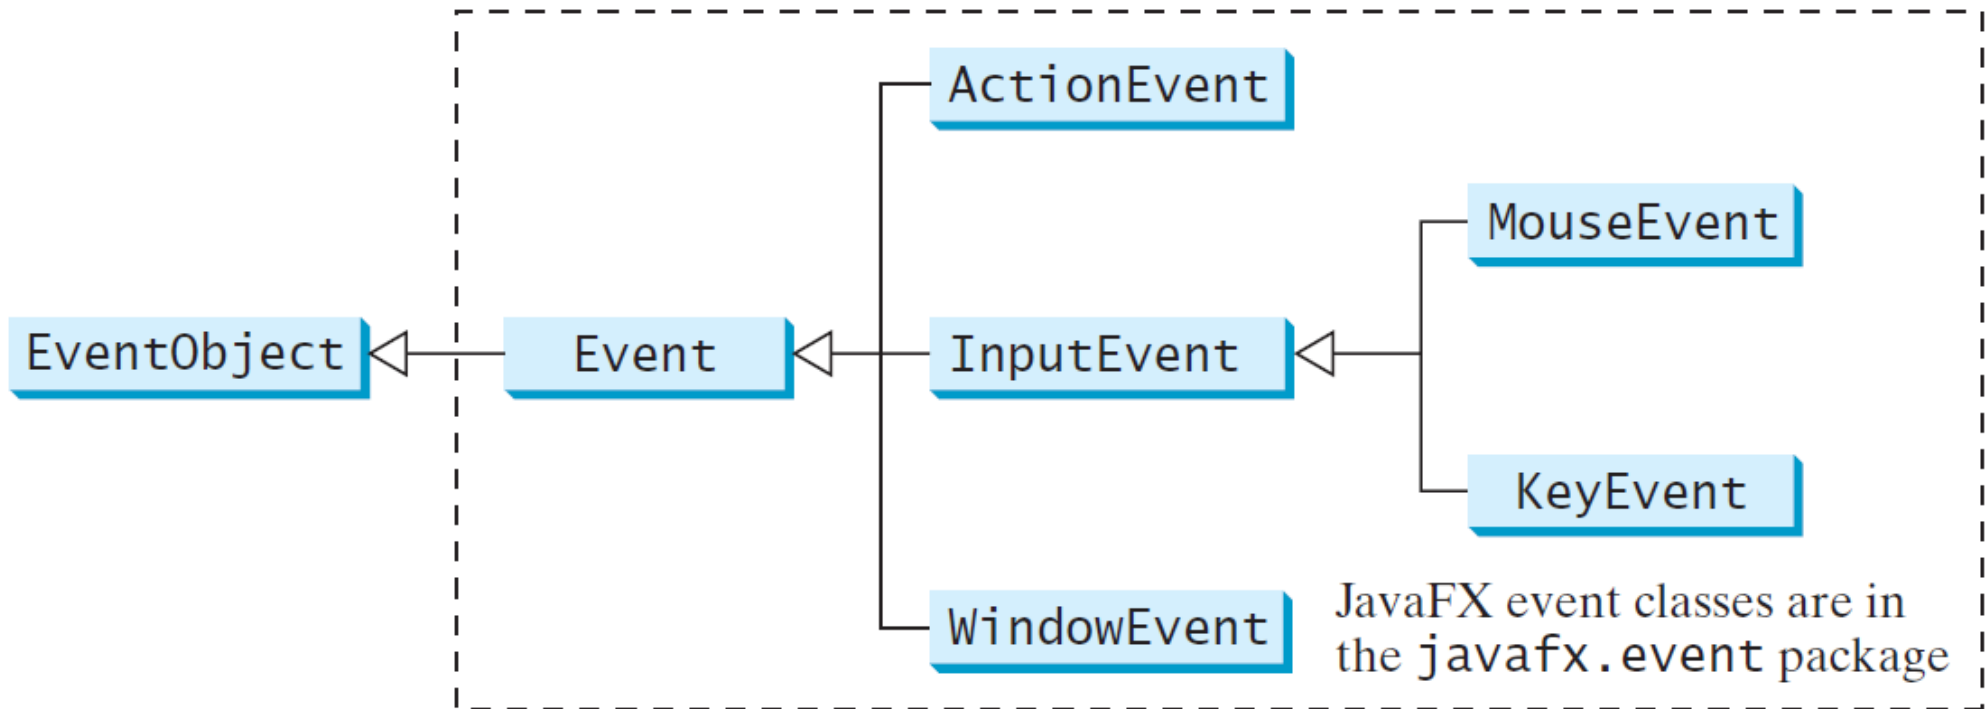 ActionEvent
MouseEvent
EventObject
Event
InputEvent
KeyEvent
WindowEvent
JavaFX event classes are in
the javafx.event package